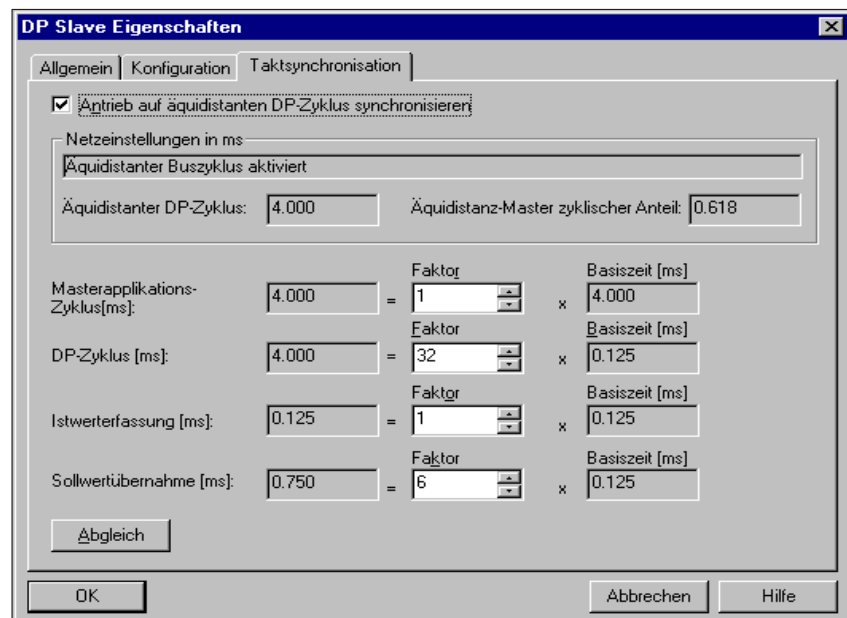 DP Slave Eigenschaften
Allgemein Konfiguration Taktsynchronisation
Antrieb auf äquidistanten DP-Zyklus synchronisieren
Netzeinstellungen in ms
Äquidistanter Buszyklus aktiviert
Äquidistanter DP-Zyklus: 4.000 Äquidistanz-Master zyklischer Anteil: 0.618
Faktor Basiszeit [ms]
Masterapplikations-
Zyklus[ms]: 4.000 = 1 x 4.000
Faktor Basiszeit [ms]
DP-Zyklus [ms]: 4.000 = 32 x 0.125
Faktor Basiszeit [ms]
Istwerterfassung [ms]: 0.125 = 1 x 0.125
Faktor Basiszeit [ms]
Sollwertübernahme [ms]: 0.750 = 6 x 0.125
Abgleich
OK Abbrechen Hilfe